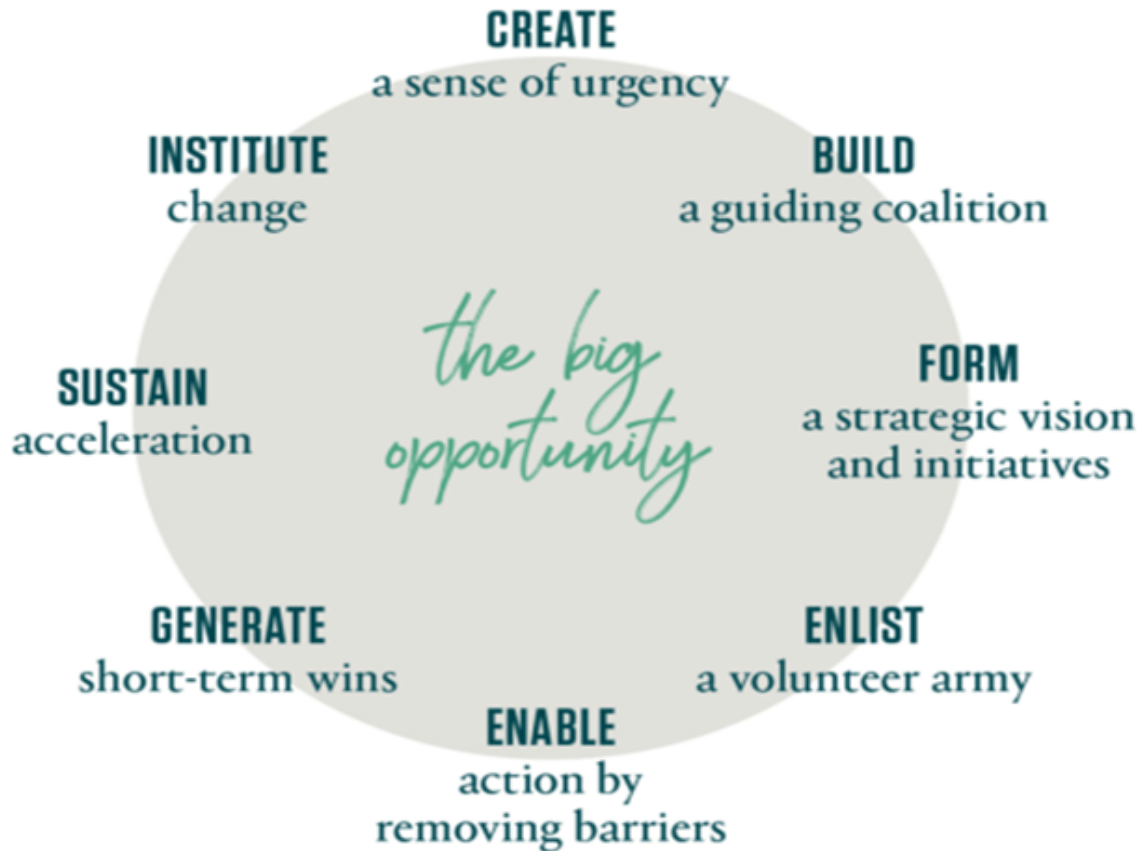 CREATE
a sense of urgency
BUILD
a guiding coalition
FORM
a strategic vision
and initiatives
ENLIST
a volunteer army
ENABLE
action by
removing barriers
GENERATE
short-term wins
SUSTAIN
acceleration
INSTITUTE
change
the big
opportunity